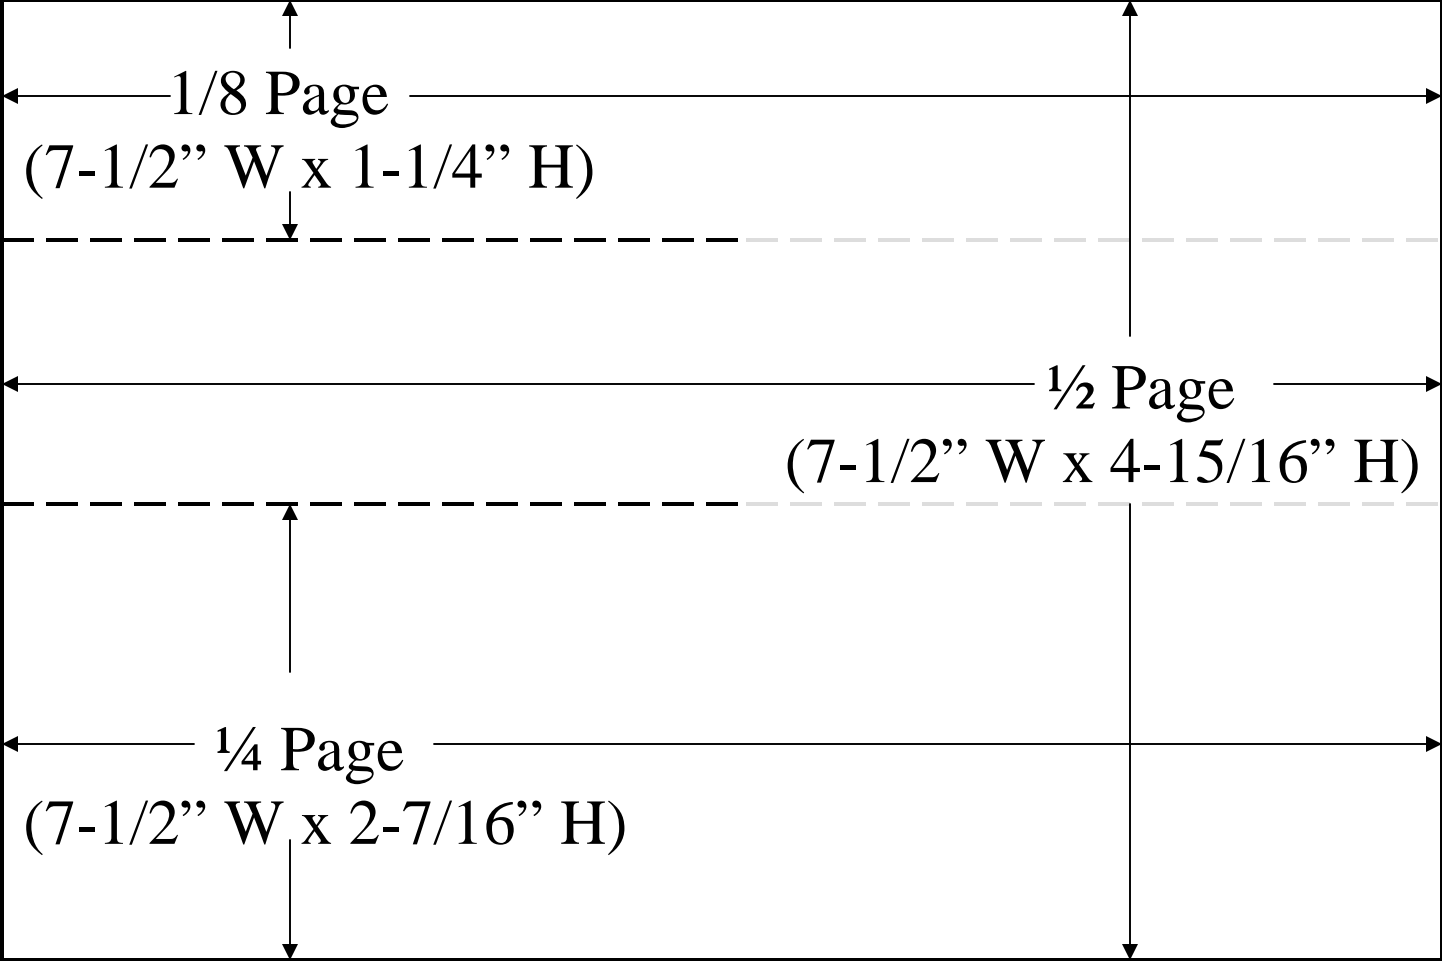 1/8 Page
(7-1/2” W x 1-1/4” H)
½ Page
(7-1/2” W x 4-15/16” H)
¼ Page
(7-1/2” W x 2-7/16” H)